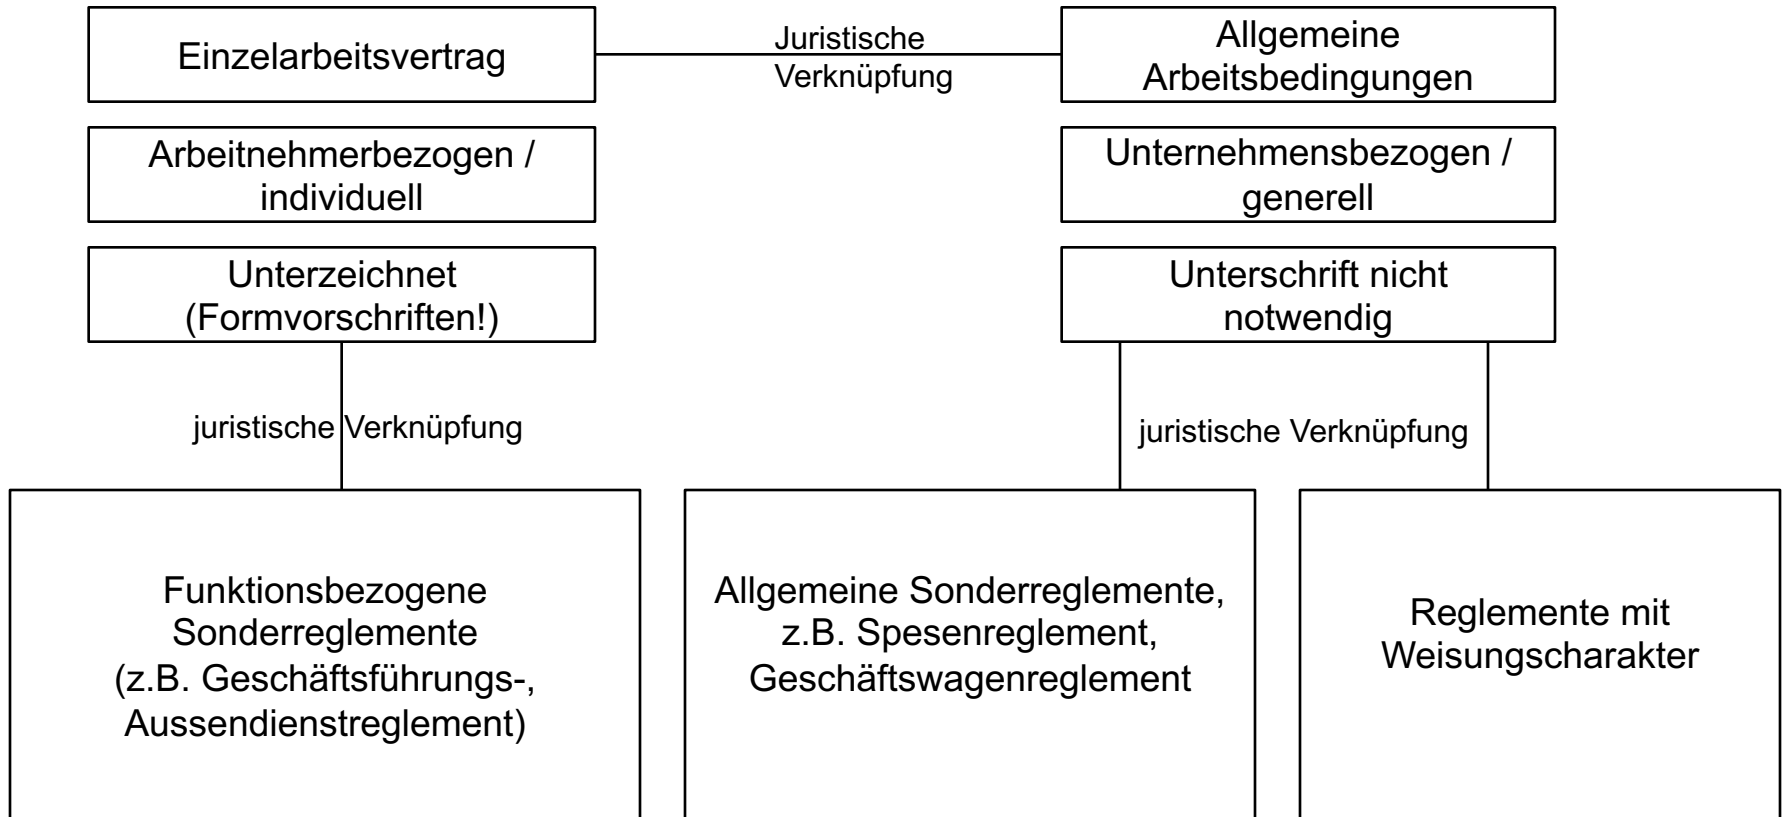 Einzelarbeitsvertrag
Juristische
Verknüpfung
Allgemeine
Arbeitsbedingungen
Arbeitnehmerbezogen /
individuell
Unternehmensbezogen /
generell
Unterzeichnet
(Formvorschriften!)
Unterschrift nicht
notwendig
juristische Verknüpfung
juristische Verknüpfung
Funktionsbezogene
Sonderreglemente
(z.B. Geschäftsführungs-,
Aussendienstreglement)
Allgemeine Sonderreglemente,
z.B. Spesenreglement,
Geschäftswagenreglement
Reglemente mit
Weisungscharakter